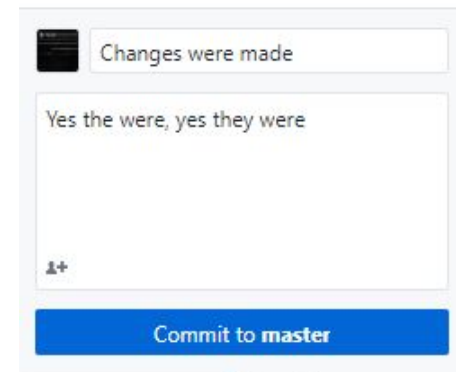 Changes were made
Yes the were, yes they were
Commit to master